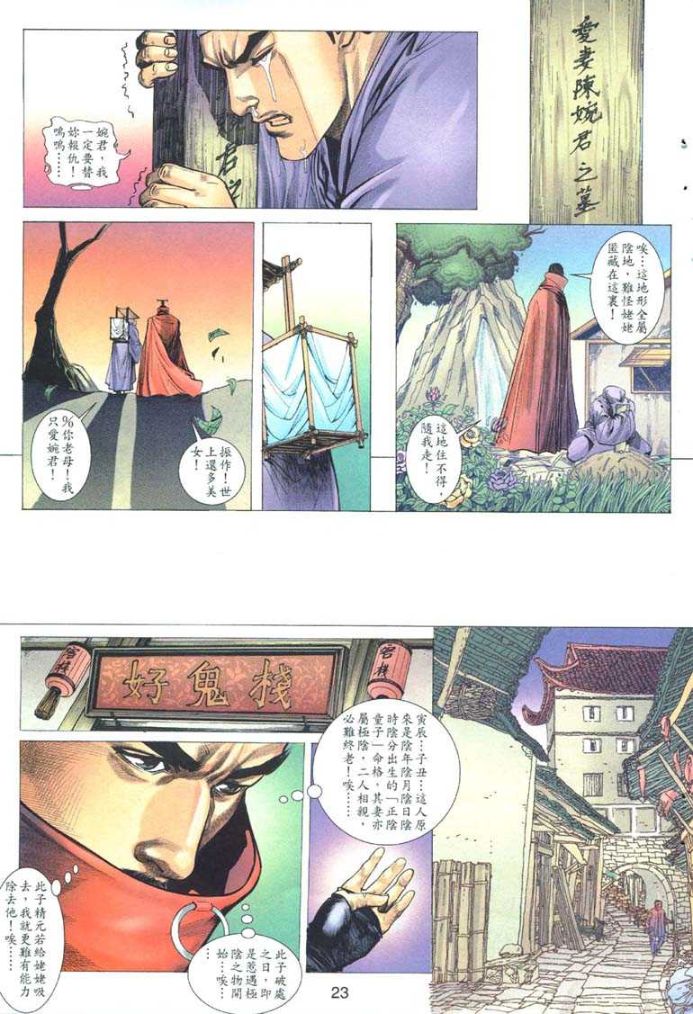 愛妻陳婉君之墓
君之
婉君，我
一定要替
妳報仇！
嗚嗚……
唉…這地形全屬
陰地，難怪姥姥
匿藏在這裏！
這地住不得，
隨我走！
振作！世
上還多美
女！
%你老母！我
只愛婉君！
客棧
好鬼棧
客棧
寅辰…子丑…這人原
來是陰年陰月陰日陰
時陰分出生的「正陰
童子」命格，其妻亦
屬極陰，二人相親，
必難終老！唉……
此子破處
之日，即
是惹遇極
陰之物開
始…唉…
此子精元若給姥姥吸
去，我就更難有能力
除去他！唉……
23